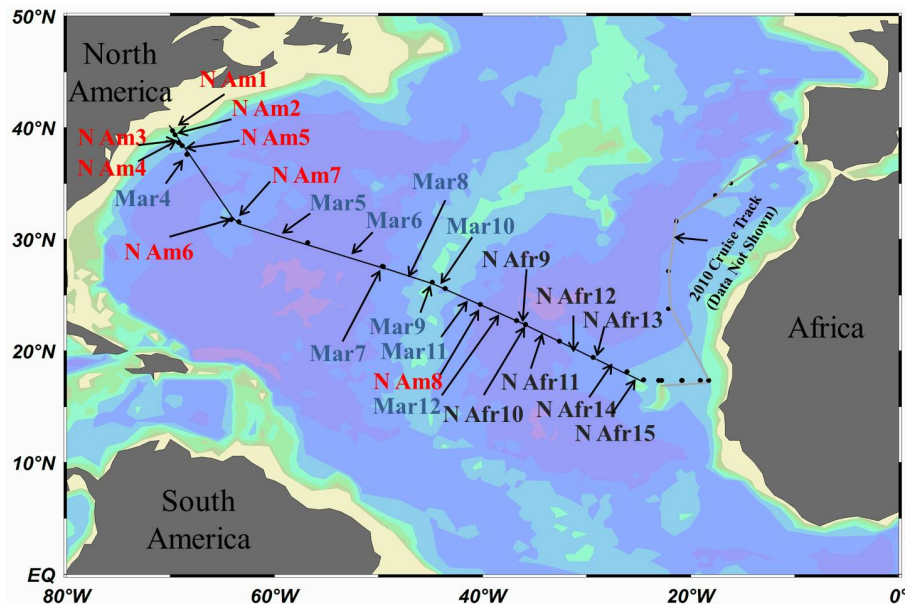 50°N
North
America
N Am1
N Am2
40°N
N Am3
N Am5
N Am4
Mar4
N Am7
Mar8
Mar5
Mar6
Mar10
30°N
N Am6
N Afr9
2010 Cruise Track
(Data Not Shown)
N Afr12
Mar9
N Afr13
Africa
Mar7
Mar11
20°N
N Am8
N Afr11
Mar12
N Afr10
N Afr14
N Afr15
10°N
South
America
EQ
80°W
60°W
40°W
20°W
0°